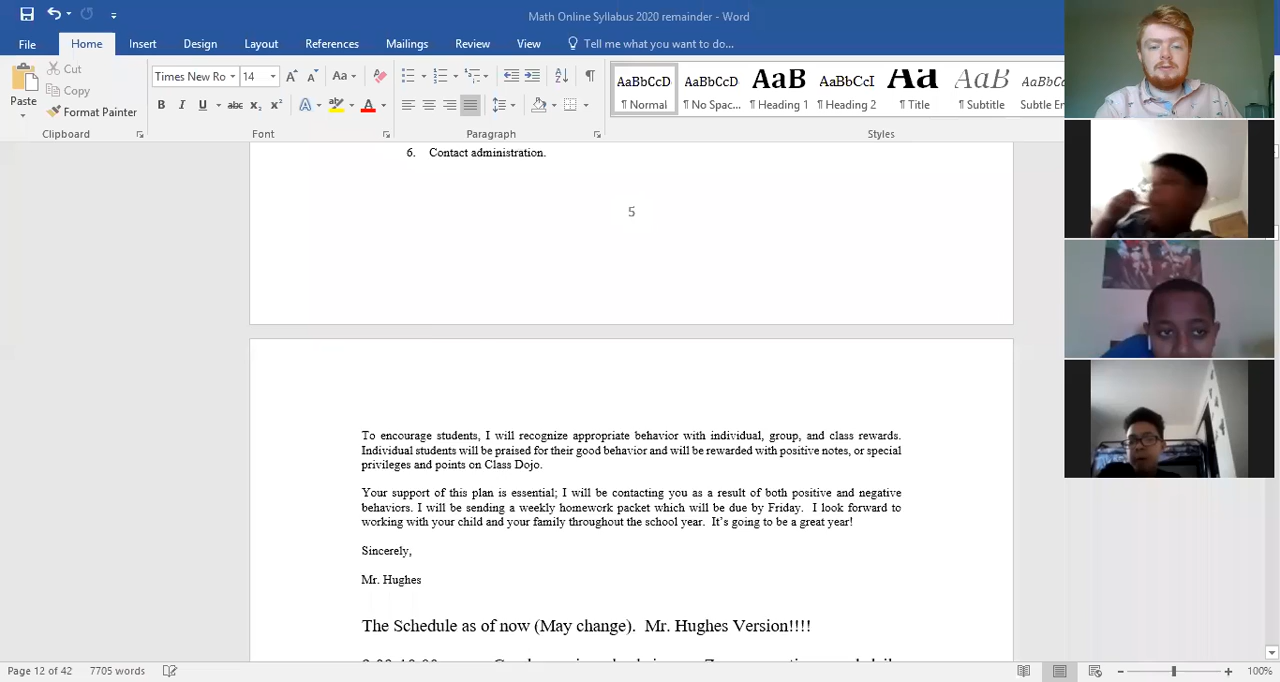 Math Online Syllabus 2020 remainder - Word
File Home Insert Design Layout References Mailings Review View Tell me what you want to do...
Paste
Cut
Copy
Format Painter
Clipboard
Times New Ro 14
Font
Paragraph
AaBbCcD AaBbCcD AaB AaBbCcI Aa AaB AaBbCc
¶ Normal ¶ No Spac... ¶ Heading 1 ¶ Heading 2 ¶ Title ¶ Subtitle Subtle En
Styles
6. Contact administration.
5
To encourage students, I will recognize appropriate behavior with individual, group, and class rewards.
Individual students will be praised for their good behavior and will be rewarded with positive notes, or special
privileges and points on Class Dojo.
Your support of this plan is essential; I will be contacting you as a result of both positive and negative
behaviors. I will be sending a weekly homework packet which will be due by Friday. I look forward to
working with your child and your family throughout the school year. It's going to be a great year!
Sincerely,
Mr. Hughes
The Schedule as of now (May change). Mr. Hughes Version!!!!
Page 12 of 42 7705 words 100%